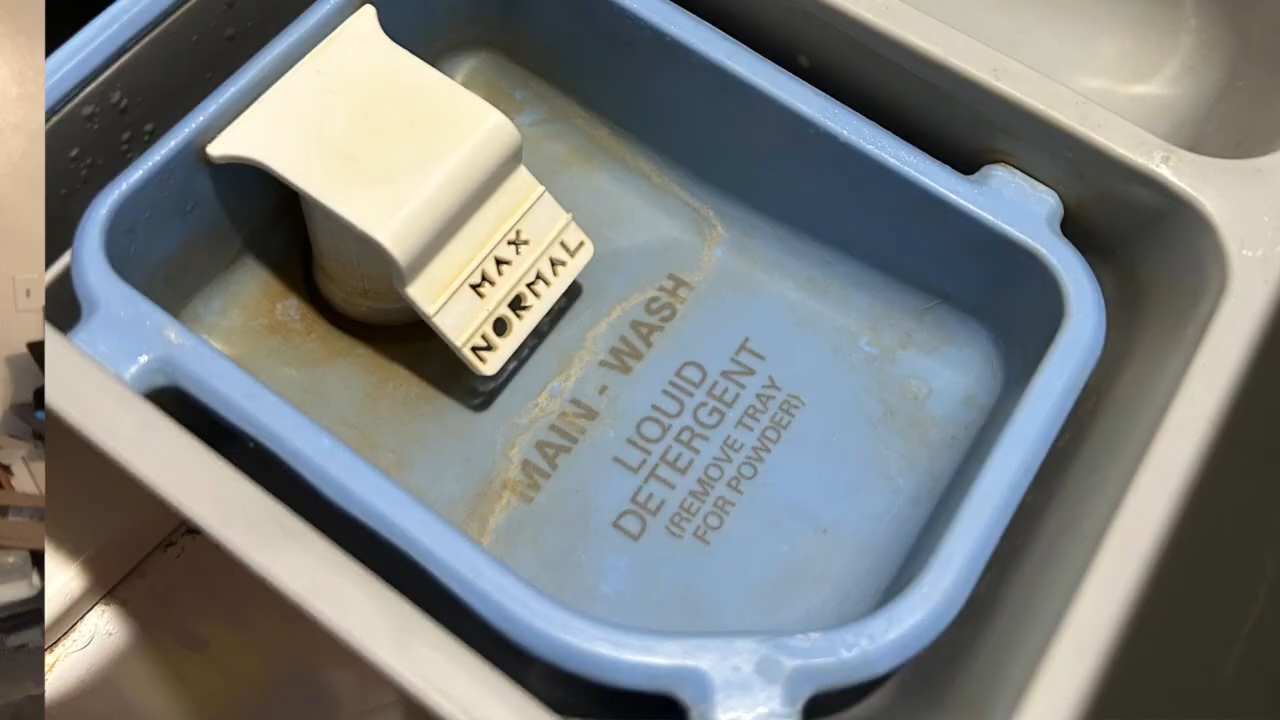 MAX
NORMAL
MAIN - WASH
LIQUID
DETERGENT
(REMOVE TRAY
FOR POWDER)